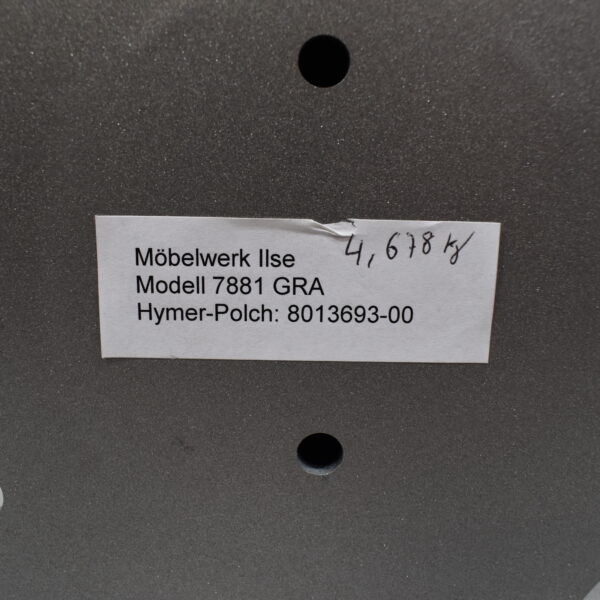 Möbelwerk Ilse 4,678 kg
Modell 7881 GRA
Hymer-Polch: 8013693-00